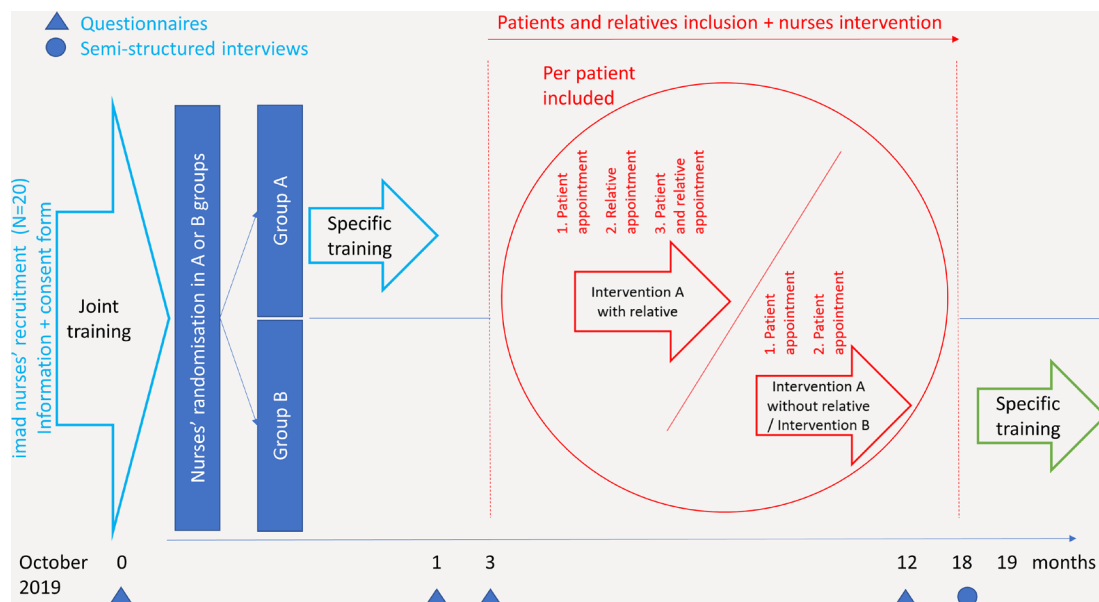 Questionnaires
Semi-structured interviews
Patients and relatives inclusion + nurses intervention
Per patient
included
imad nurses' recruitment (N=20)
Information + consent form
Joint
training
Nurses' randomisation in A or B groups
Group A
Group B
Specific
training
1. Patient
appointment
2. Relative
appointment
3. Patient
and relative
appointment
Intervention A
with relative
1. Patient
appointment
2. Patient
appointment
Intervention A
without relative
/ Intervention B
Specific
training
October
2019
0
1
3
12
18
19
months